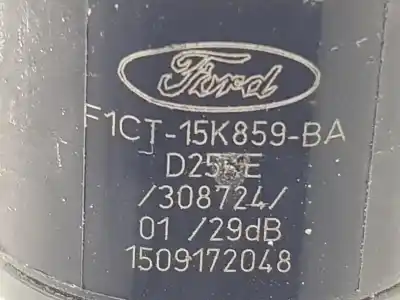 Ford
F1CT-15K859-BA
/308724/
01 /29dB
1509172048